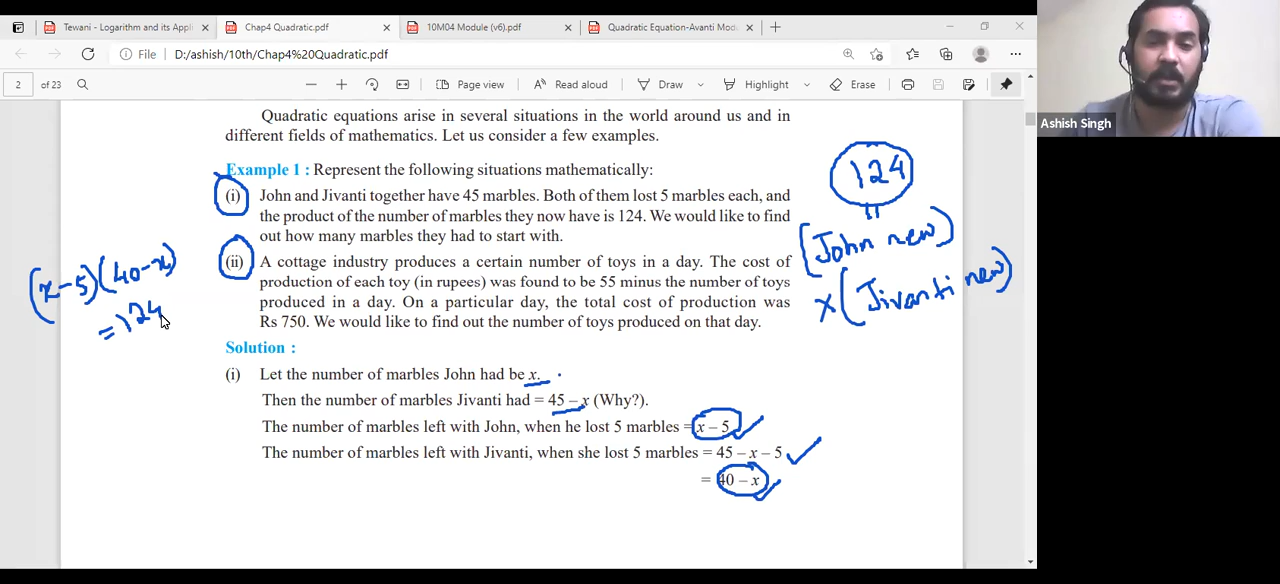 Tewani - Logarithm and its Appli
Chap4 Quadratic.pdf
10M04 Module (v6).pdf
Quadratic Equation-Avanti Mod
File
D:/ashish/10th/Chap4%20Quadratic.pdf
2 of 23
Page view
Read aloud
Draw
Highlight
Erase
Ashish Singh
Quadratic equations arise in several situations in the world around us and in
different fields of mathematics. Let us consider a few examples.
Example 1 : Represent the following situations mathematically:
(i) John and Jivanti together have 45 marbles. Both of them lost 5 marbles each, and
the product of the number of marbles they now have is 124. We would like to find
out how many marbles they had to start with.
(ii) A cottage industry produces a certain number of toys in a day. The cost of
production of each toy (in rupees) was found to be 55 minus the number of toys
produced in a day. On a particular day, the total cost of production was
Rs 750. We would like to find out the number of toys produced on that day.
124
=
(John new)
x (Jivanti new)
(x-5)(40-x)
=124
Solution :
(i) Let the number of marbles John had be x.
Then the number of marbles Jivanti had = 45 – x (Why?).
The number of marbles left with John, when he lost 5 marbles = x – 5
The number of marbles left with Jivanti, when she lost 5 marbles = 45 – x – 5
= 40 – x